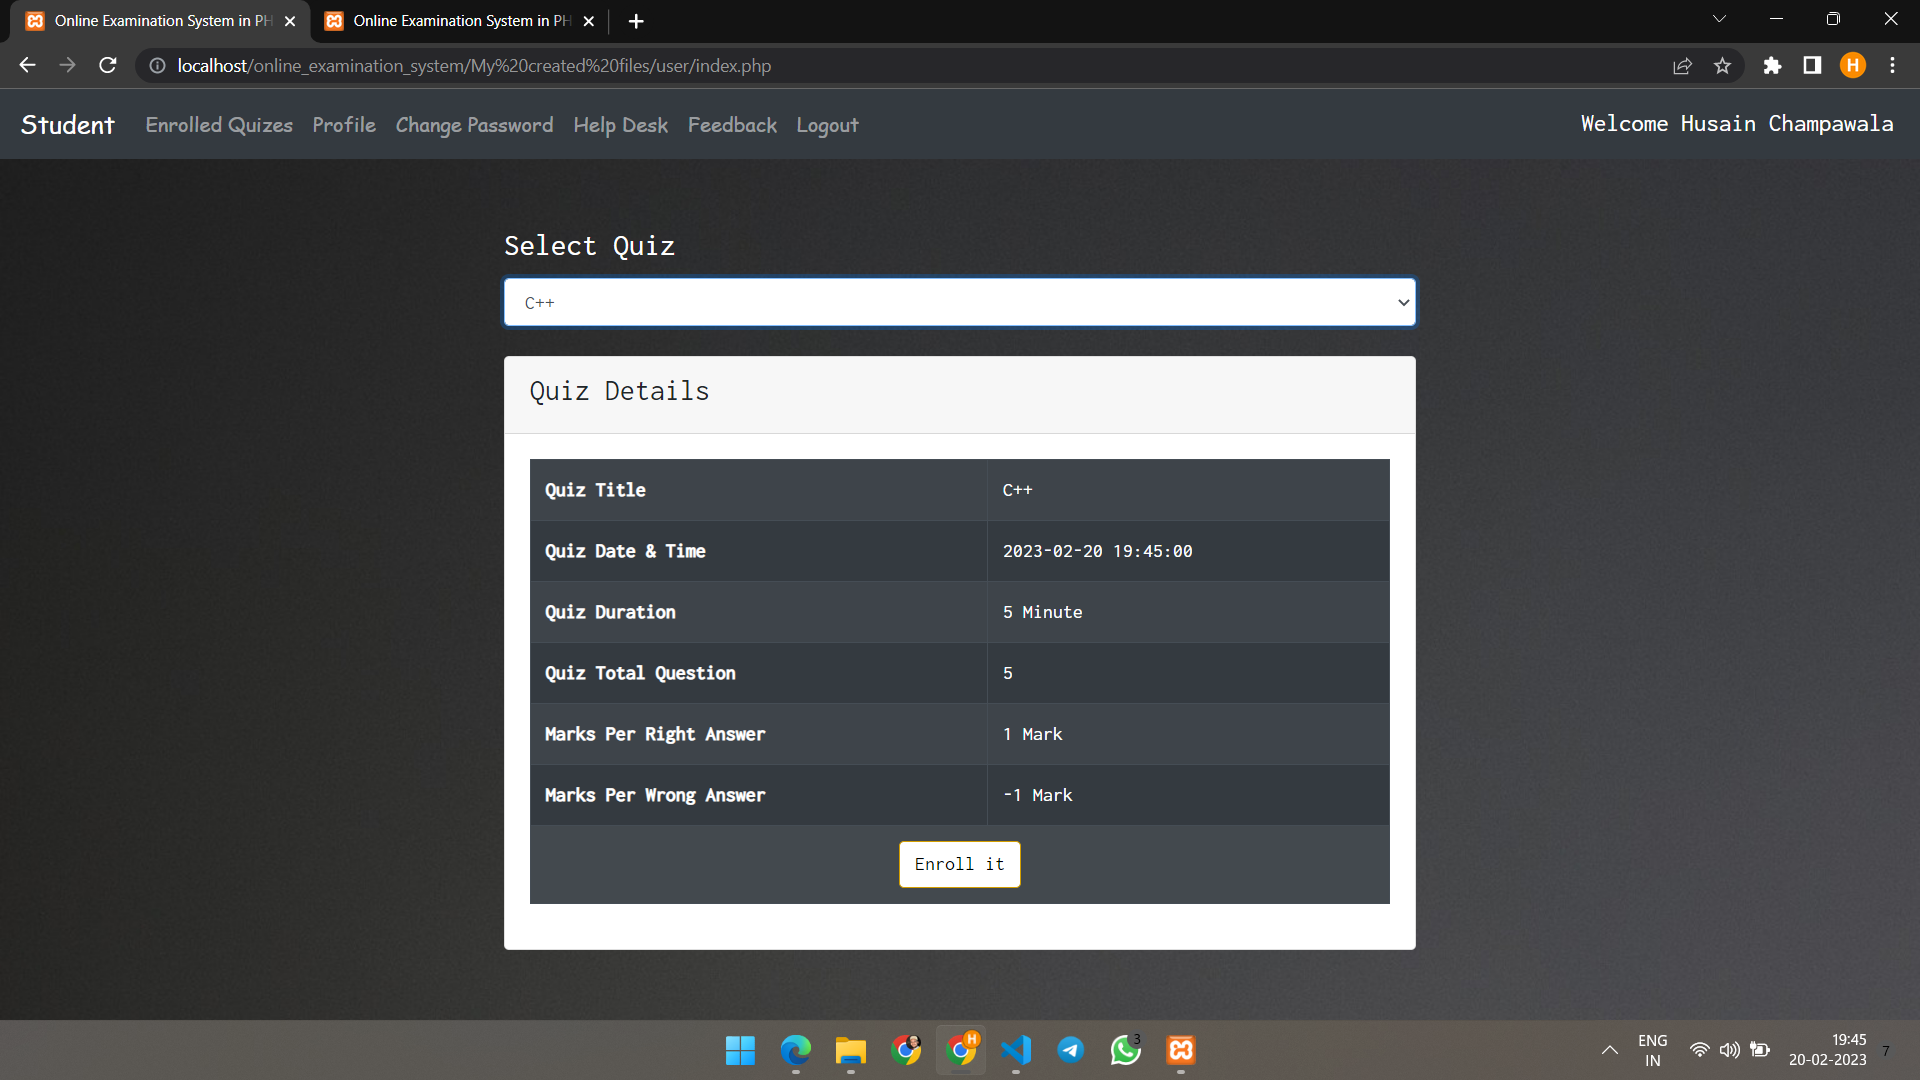 Online Examination System in PH
Online Examination System in PH
localhost/online_examination_system/My%20created%20files/user/index.php
H
Student Enrolled Quizes Profile Change Password Help Desk Feedback Logout Welcome Husain Champawala
Select Quiz
C++
Quiz Details
Quiz Title C++
Quiz Date & Time 2023-02-20 19:45:00
Quiz Duration 5 Minute
Quiz Total Question 5
Marks Per Right Answer 1 Mark
Marks Per Wrong Answer -1 Mark
Enroll it
H
3
ENG
IN
19:45
20-02-2023
7